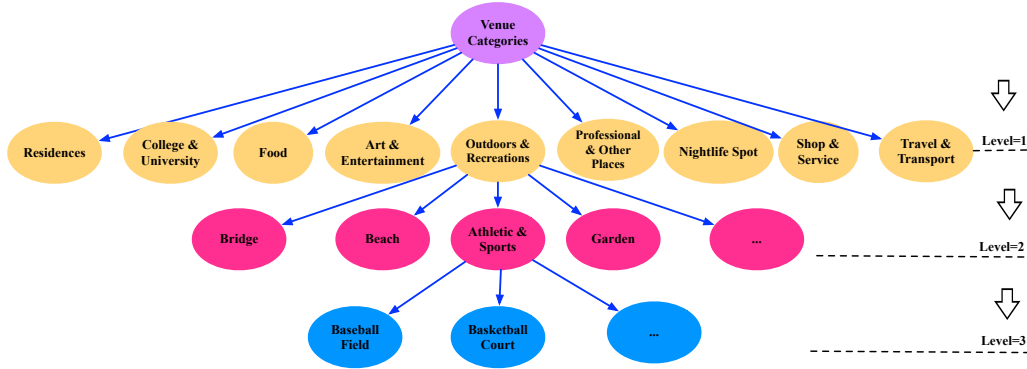 Venue
Categories
Residences
College &
University
Food
Art &
Entertainment
Outdoors &
Recreations
Professional
& Other
Places
Nightlife Spot
Shop &
Service
Travel &
Transport
Level=1
Bridge
Beach
Athletic &
Sports
Garden
...
Level=2
Baseball
Field
Basketball
Court
...
Level=3